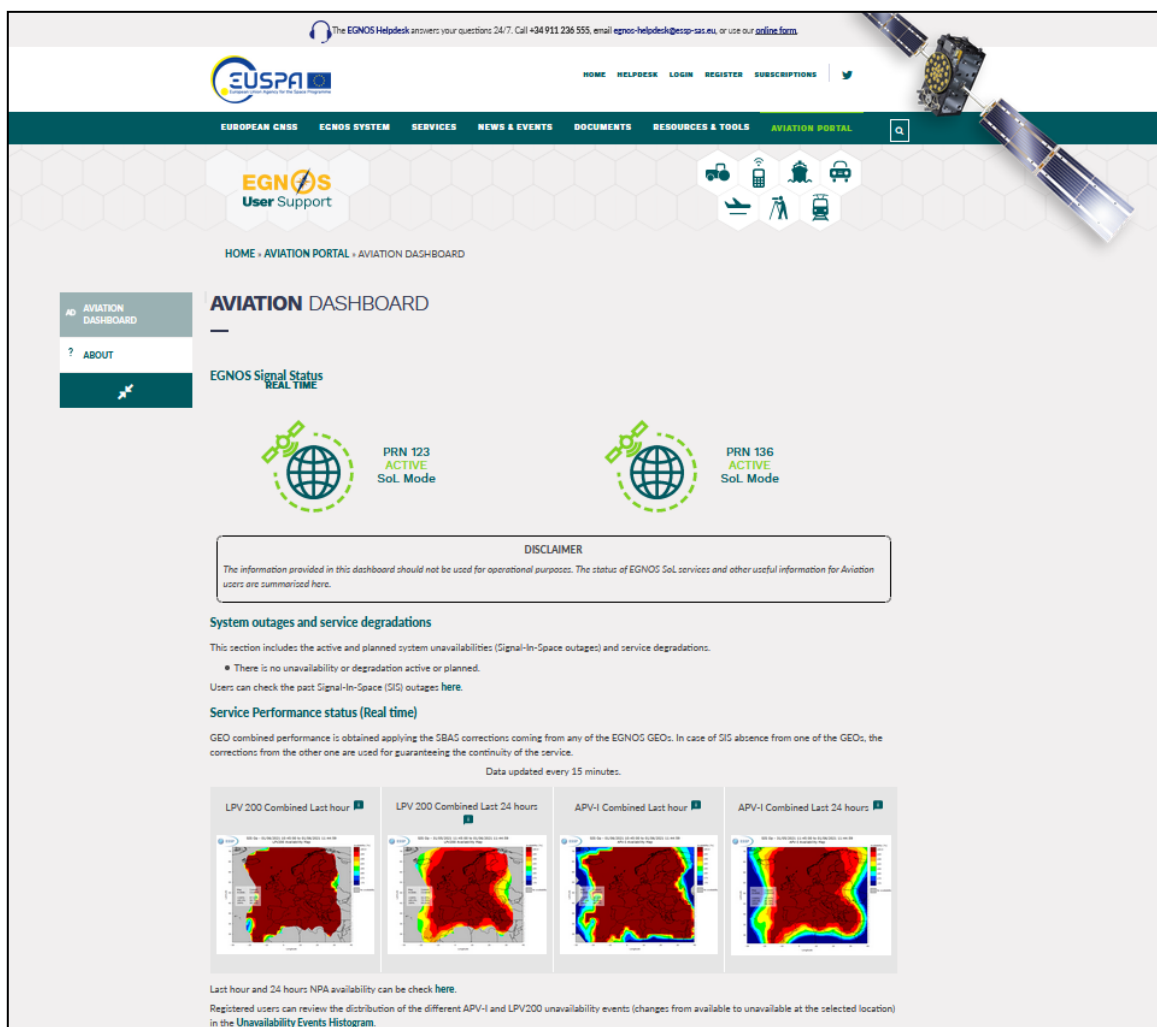 The EGNOS Helpdesk answers your questions 24/7. Call +34 911 236 555, email egnos-helpdesk@essp-sas.eu, or use our online form.
EUSPA
European Union Agency for the Space Programme
HOME HELPDESK LOGIN REGISTER SUBSCRIPTIONS
EUROPEAN GNSS EGNOS SYSTEM SERVICES NEWS & EVENTS DOCUMENTS RESOURCES & TOOLS AVIATION PORTAL
EGNOS
User Support
HOME » AVIATION PORTAL » AVIATION DASHBOARD
AD AVIATION
DASHBOARD
? ABOUT
AVIATION DASHBOARD
EGNOS Signal Status
REAL TIME
PRN 123
ACTIVE
SoL Mode
PRN 136
ACTIVE
SoL Mode
DISCLAIMER
The information provided in this dashboard should not be used for operational purposes. The status of EGNOS SoL services and other useful information for Aviation
users are summarised here.
System outages and service degradations
This section includes the active and planned system unavailabilities (Signal-In-Space outages) and service degradations.
• There is no unavailability or degradation active or planned.
Users can check the past Signal-In-Space (SIS) outages here.
Service Performance status (Real time)
GEO combined performance is obtained applying the SBAS corrections coming from any of the EGNOS GEOs. In case of SIS absence from one of the GEOs, the
corrections from the other one are used for guaranteeing the continuity of the service.
Data updated every 15 minutes.
LPV 200 Combined Last hour
LPV 200 Combined Last 24 hours
APV-I Combined Last hour
APV-I Combined Last 24 hours
Last hour and 24 hours NPA availability can be check here.
Registered users can review the distribution of the different APV-I and LPV200 unavailability events (changes from available to unavailable at the selected location)
in the Unavailability Events Histogram.